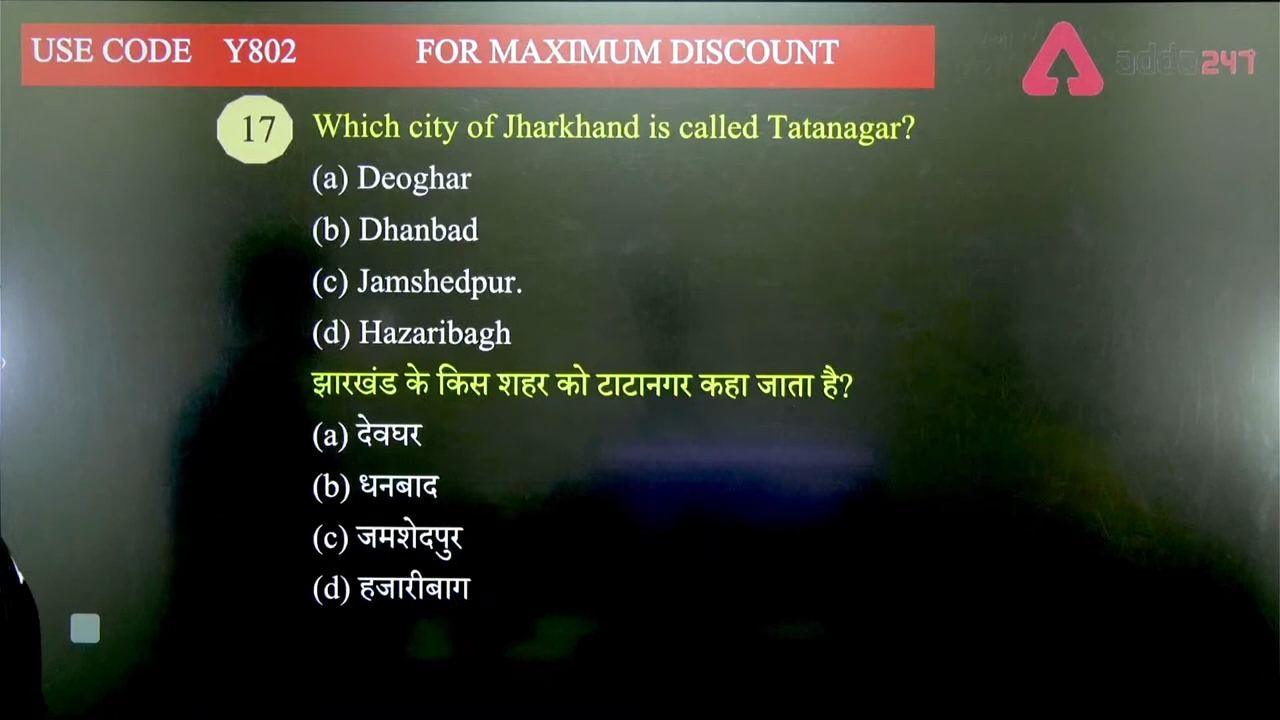 USE CODE Y802 FOR MAXIMUM DISCOUNT
adda247
17 Which city of Jharkhand is called Tatanagar?
(a) Deoghar
(b) Dhanbad
(c) Jamshedpur.
(d) Hazaribagh
झारखंड के किस शहर को टाटानगर कहा जाता है?
(a) देवघर
(b) धनबाद
(c) जमशेदपुर
(d) हजारीबाग